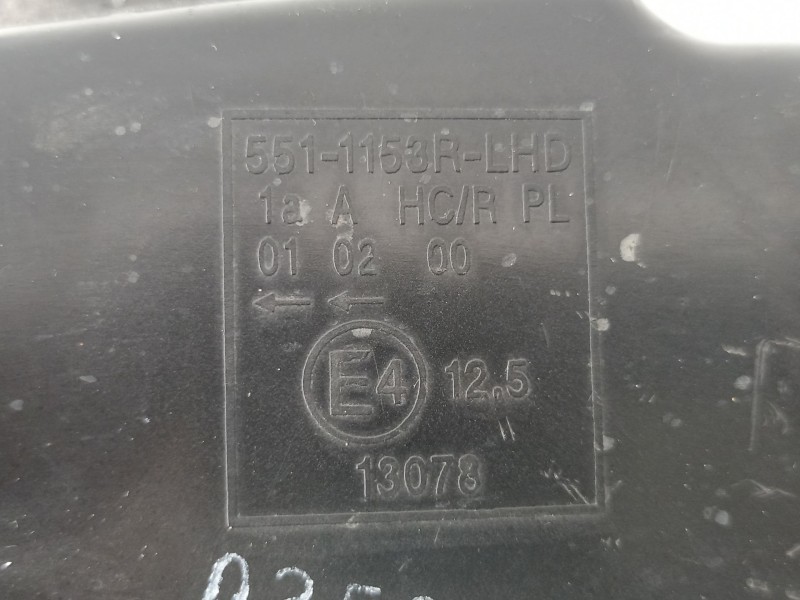 551-1153R-LHD
1a A HC/R PL
01 02 00
← ←
E4 12,5
13078